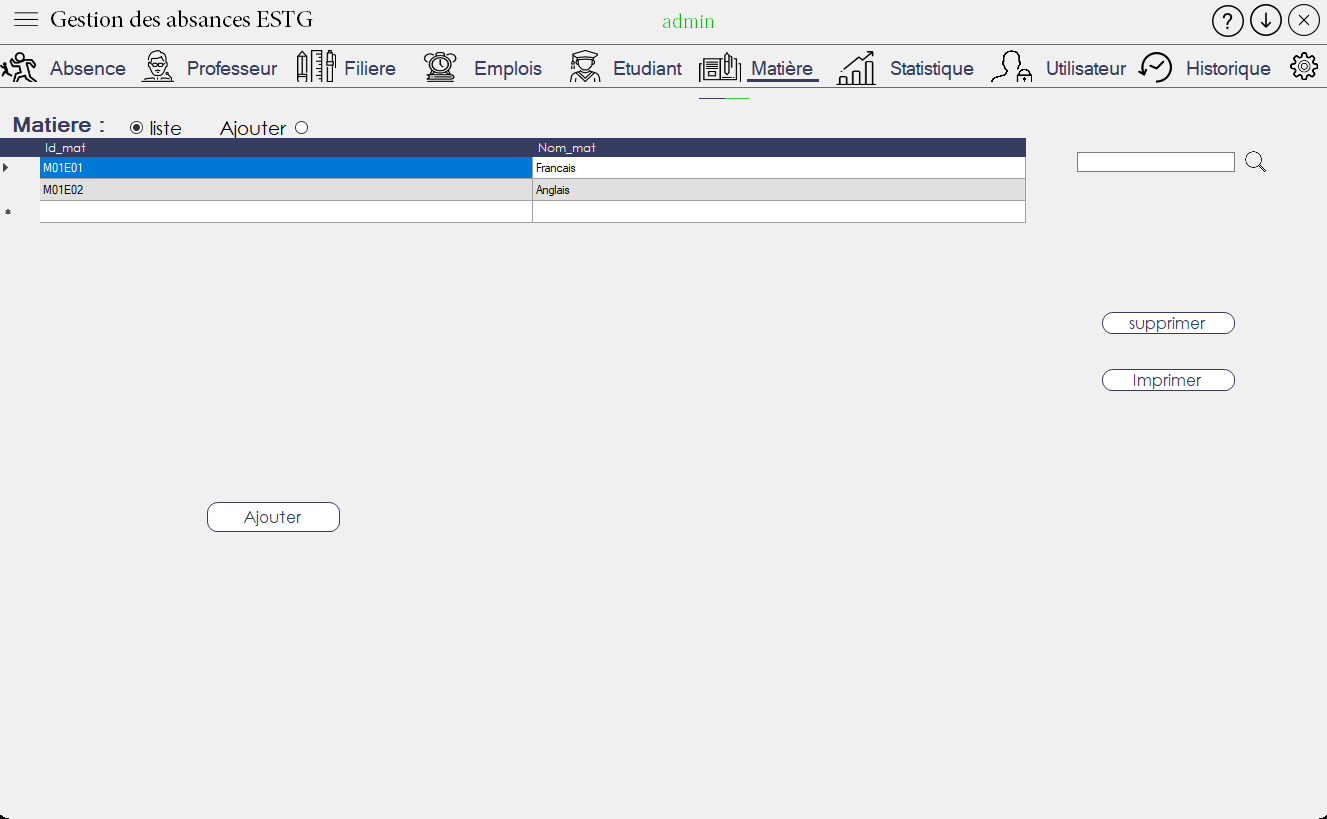 Gestion des absances ESTG
admin
?
Absence
Professeur
Filiere
Emplois
Etudiant
Matière
Statistique
Utilisateur
Historique
Matiere :
liste
Ajouter
Id_mat
Nom_mat
M01E01
Francais
M01E02
Anglais
*
supprimer
Imprimer
Ajouter